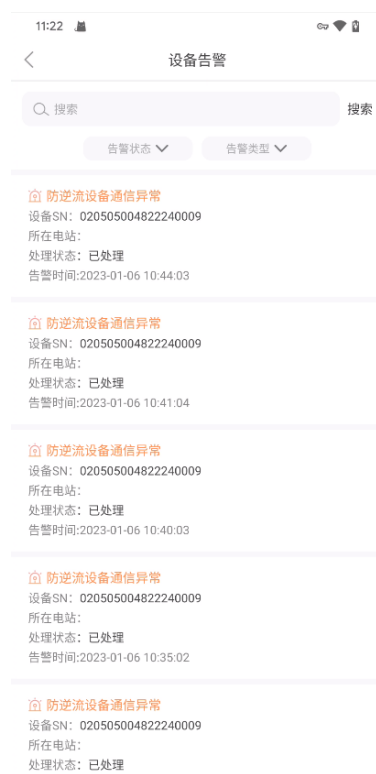 11:22
设备告警
搜索 搜索
告警状态 告警类型
防逆流设备通信异常
设备SN：020505004822240009
所在电站：
处理状态：已处理
告警时间:2023-01-06 10:44:03
防逆流设备通信异常
设备SN：020505004822240009
所在电站：
处理状态：已处理
告警时间:2023-01-06 10:41:04
防逆流设备通信异常
设备SN：020505004822240009
所在电站：
处理状态：已处理
告警时间:2023-01-06 10:40:03
防逆流设备通信异常
设备SN：020505004822240009
所在电站：
处理状态：已处理
告警时间:2023-01-06 10:35:02
防逆流设备通信异常
设备SN：020505004822240009
所在电站：
处理状态：已处理